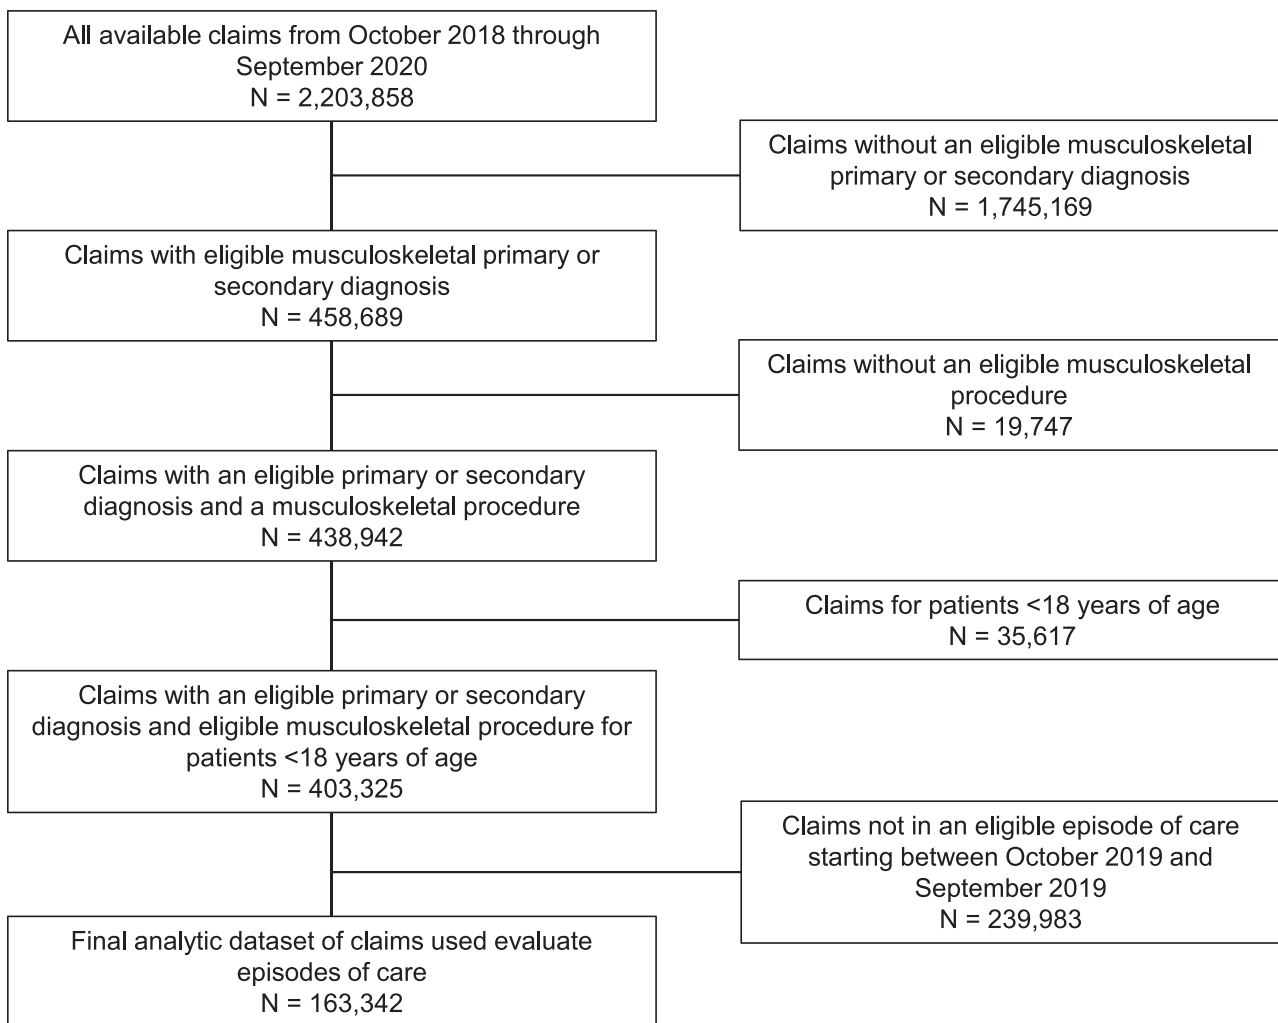 All available claims from October 2018 through
September 2020
N = 2,203,858
Claims without an eligible musculoskeletal
primary or secondary diagnosis
N = 1,745,169
Claims with eligible musculoskeletal primary or
secondary diagnosis
N = 458,689
Claims without an eligible musculoskeletal
procedure
N = 19,747
Claims with an eligible primary or secondary
diagnosis and a musculoskeletal procedure
N = 438,942
Claims for patients <18 years of age
N = 35,617
Claims with an eligible primary or secondary
diagnosis and eligible musculoskeletal procedure for
patients <18 years of age
N = 403,325
Claims not in an eligible episode of care
starting between October 2019 and
September 2019
N = 239,983
Final analytic dataset of claims used evaluate
episodes of care
N = 163,342